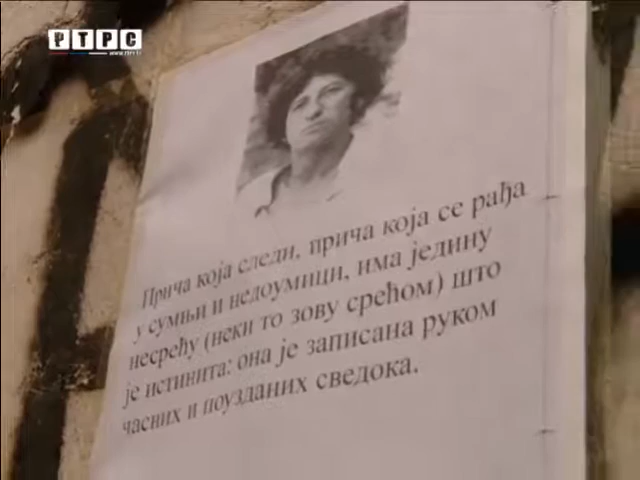 РТРС
Прича која следи, прича која се рађа
у сумњи и недоумици, има једину
несрећу (неки то зову срећом) што
је истинита: она је записана руком
часних и поузданих сведока.